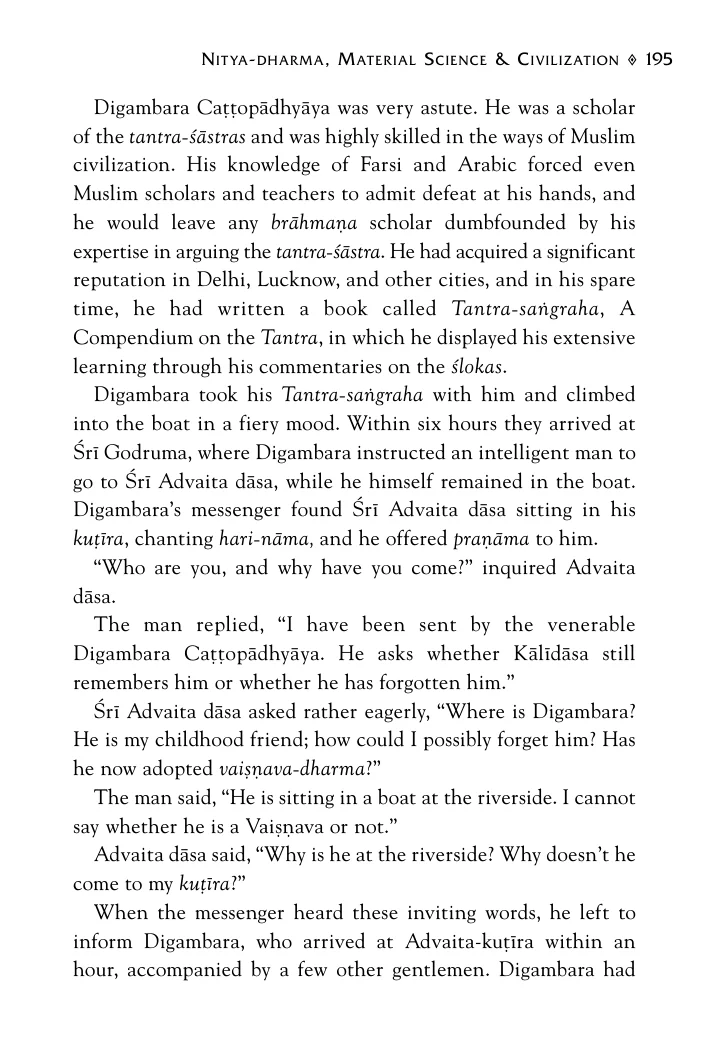 Nitya-dharma, Material Science & Civilization ◊ 195
Digambara Caṭṭopādhyāya was very astute. He was a scholar
of the tantra-śāstras and was highly skilled in the ways of Muslim
civilization. His knowledge of Farsi and Arabic forced even
Muslim scholars and teachers to admit defeat at his hands, and
he would leave any brāhmaṇa scholar dumbfounded by his
expertise in arguing the tantra-śāstra. He had acquired a significant
reputation in Delhi, Lucknow, and other cities, and in his spare
time, he had written a book called Tantra-saṅgraha, A
Compendium on the Tantra, in which he displayed his extensive
learning through his commentaries on the ślokas.
Digambara took his Tantra-saṅgraha with him and climbed
into the boat in a fiery mood. Within six hours they arrived at
Śrī Godruma, where Digambara instructed an intelligent man to
go to Śrī Advaita dāsa, while he himself remained in the boat.
Digambara's messenger found Śrī Advaita dāsa sitting in his
kuṭīra, chanting hari-nāma, and he offered praṇāma to him.
“Who are you, and why have you come?” inquired Advaita
dāsa.
The man replied, “I have been sent by the venerable
Digambara Caṭṭopādhyāya. He asks whether Kālīdāsa still
remembers him or whether he has forgotten him.”
Śrī Advaita dāsa asked rather eagerly, “Where is Digambara?
He is my childhood friend; how could I possibly forget him? Has
he now adopted vaiṣṇava-dharma?”
The man said, “He is sitting in a boat at the riverside. I cannot
say whether he is a Vaiṣṇava or not.”
Advaita dāsa said, “Why is he at the riverside? Why doesn't he
come to my kuṭīra?”
When the messenger heard these inviting words, he left to
inform Digambara, who arrived at Advaita-kuṭīra within an
hour, accompanied by a few other gentlemen. Digambara had